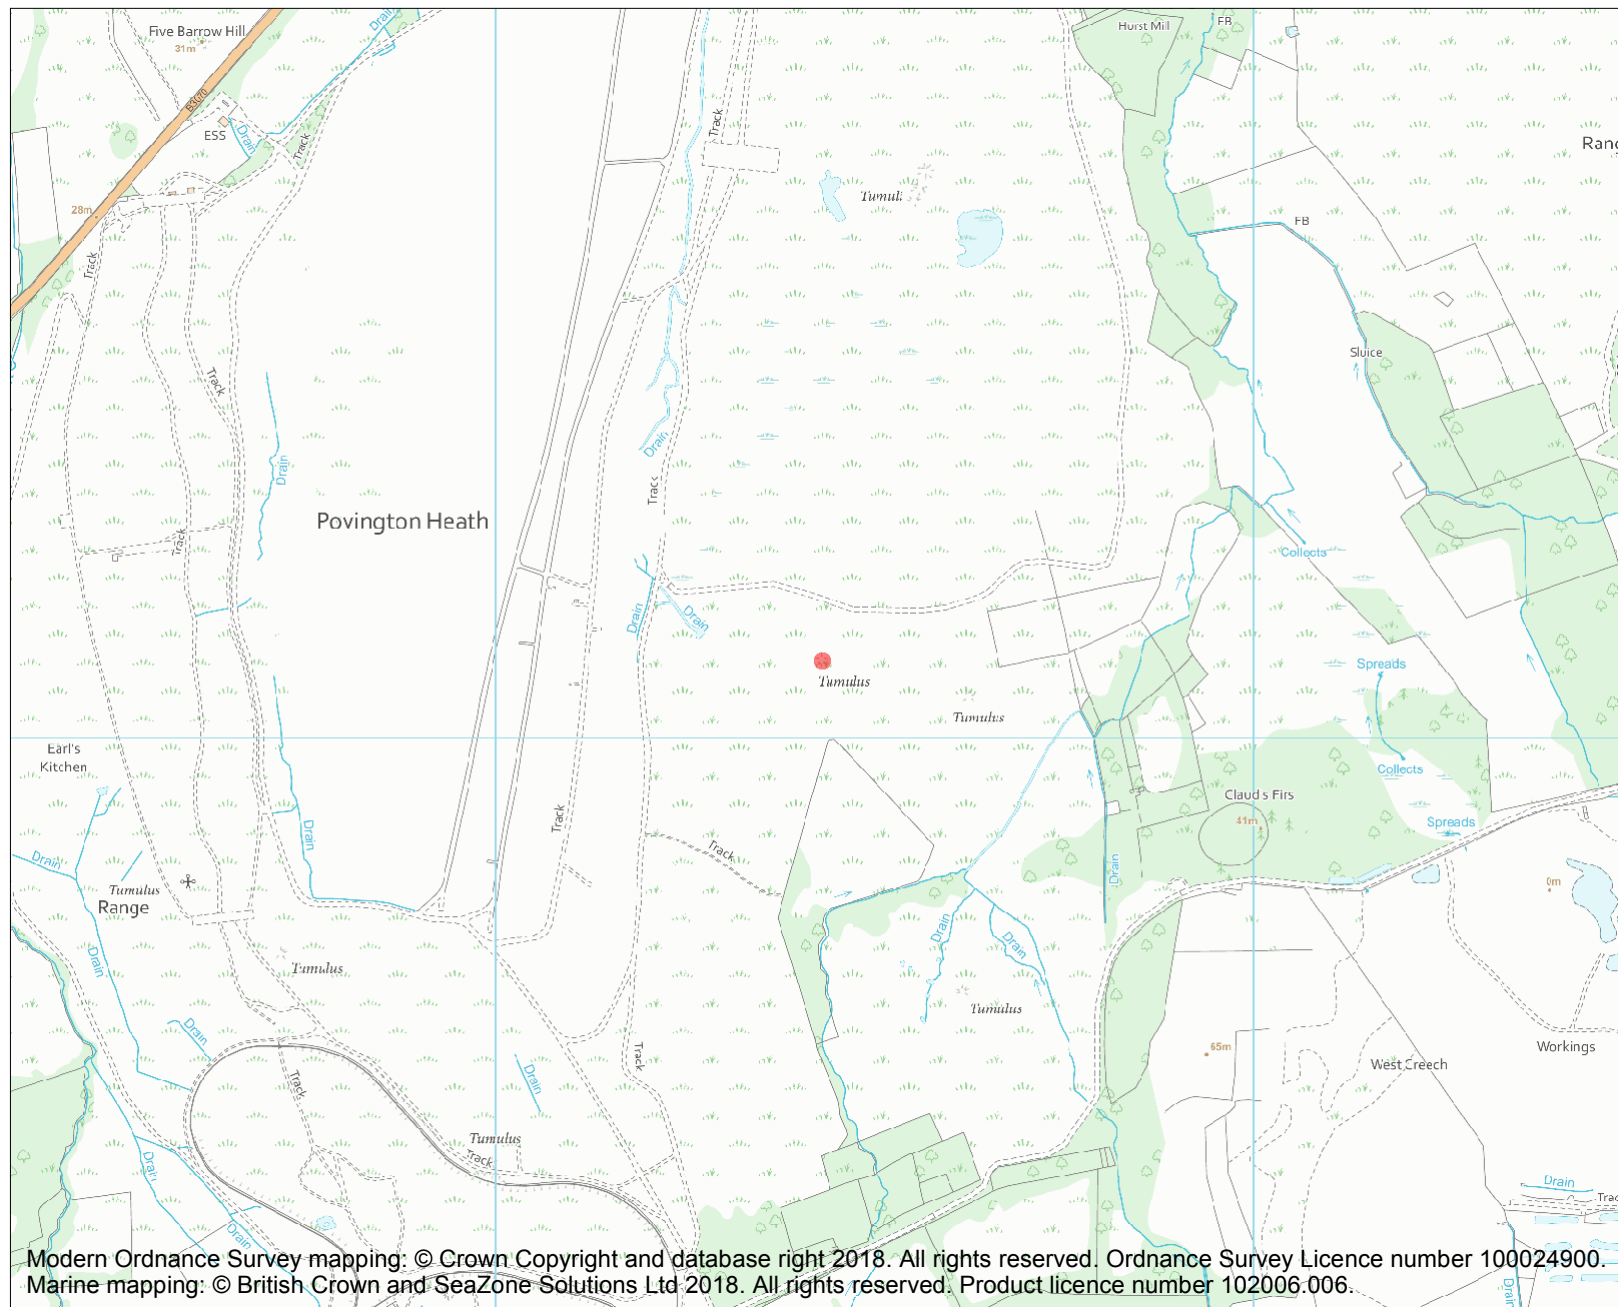 Five Barrow Hill
31m
Drain
Hurst Mill
FB
B3070
ESS
Drain
Track
Track
Tumuli
Rang
28m
FB
Track
Sluice
Track
Drain
Drain
Track
Povington Heath
Track
Collects
Drain
Drain
Spreads
Tumulus
Tumulus
Earl's
Kitchen
Collects
Claud's Firs
41m
Spreads
Track
Drain
Track
Drain
Drain
Tumulus
Range
0m
Drain
Drain
Drain
Tumulus
Tumulus
Drain
Track
65m
Workings
West Creech
Track
Drain
Tumulus
Track
Drain
Drain
Trac
Drain
Drain
Modern Ordnance Survey mapping: © Crown Copyright and database right 2018. All rights reserved. Ordnance Survey Licence number 100024900.
Marine mapping: © British Crown and SeaZone Solutions Ltd 2018. All rights reserved. Product licence number 102006.006.